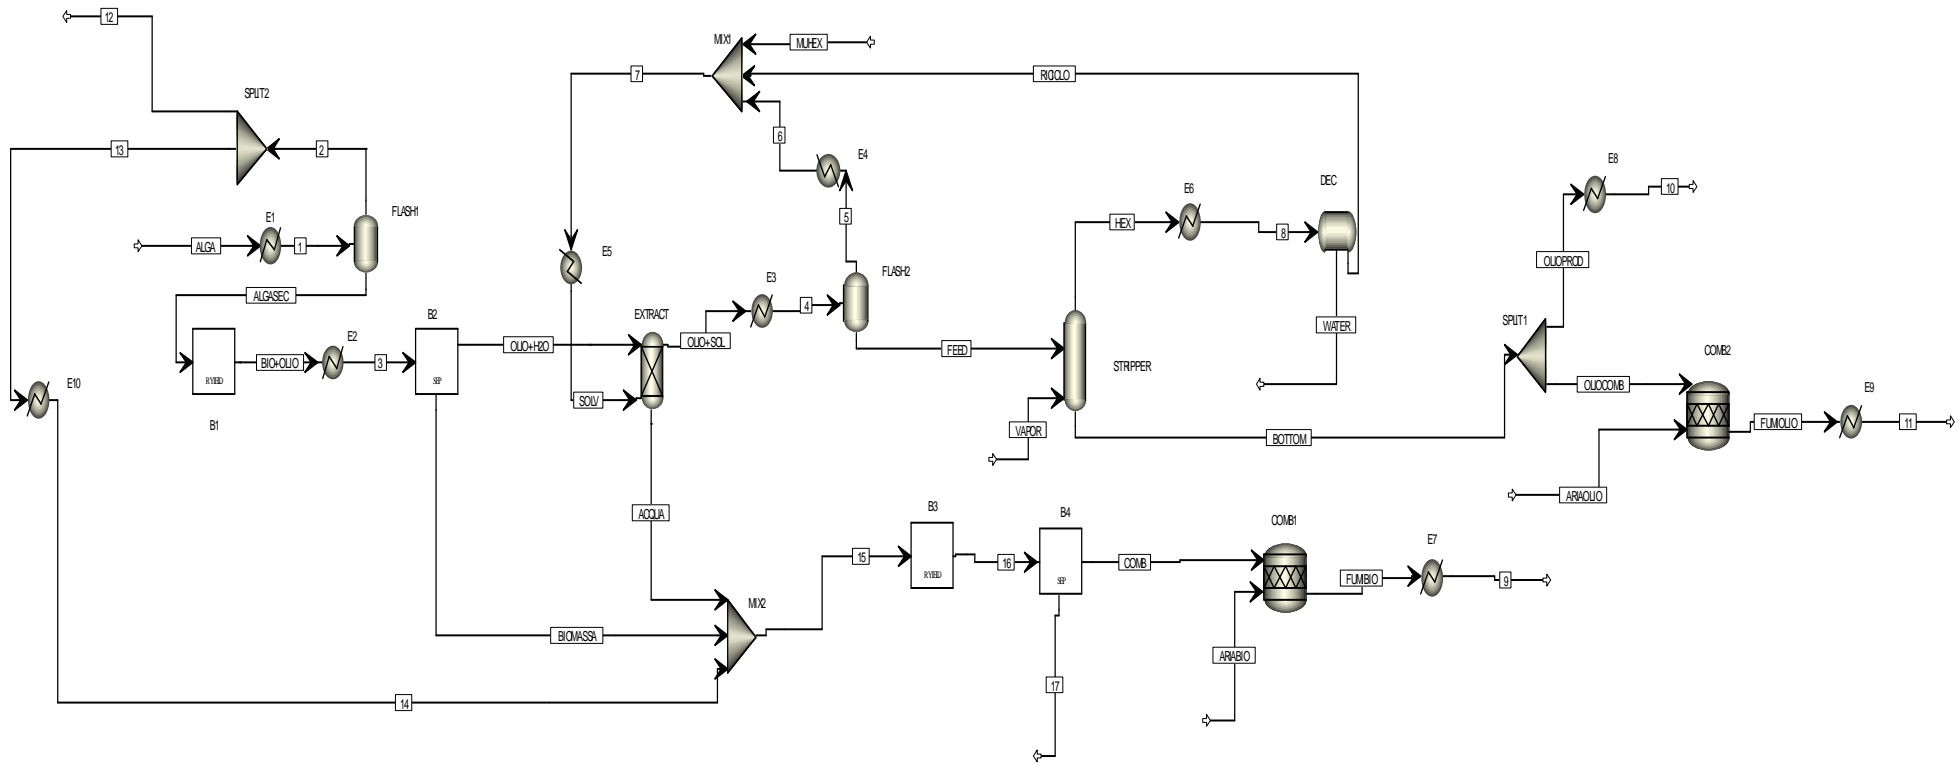 12
MIX1
MUHEX
7
RICICLO
SPLIT2
6
13
2
E4
E8
10
DEC
E6
FLASH1
E1
5
HEX
8
ALGA
1
E5
FLASH2
OLIOPROD
E3
ALGASEC
4
B2
EXTRACT
WATER
SPLIT1
OLIO+H2O
OLIO+SOL
FEED
STRIPPER
COMB2
BIO+OLIO
E2
3
E10
RYIELD
SEP
OLIOCOMB
E9
SOLV
B1
VAPOR
BOTTOM
FUMOLIO
11
ARIAOLIO
ACQUA
B3
B4
COMB1
15
16
COMB
E7
RYIELD
SEP
FUMBIO
9
MIX2
BIOMASSA
ARIABIO
17
14